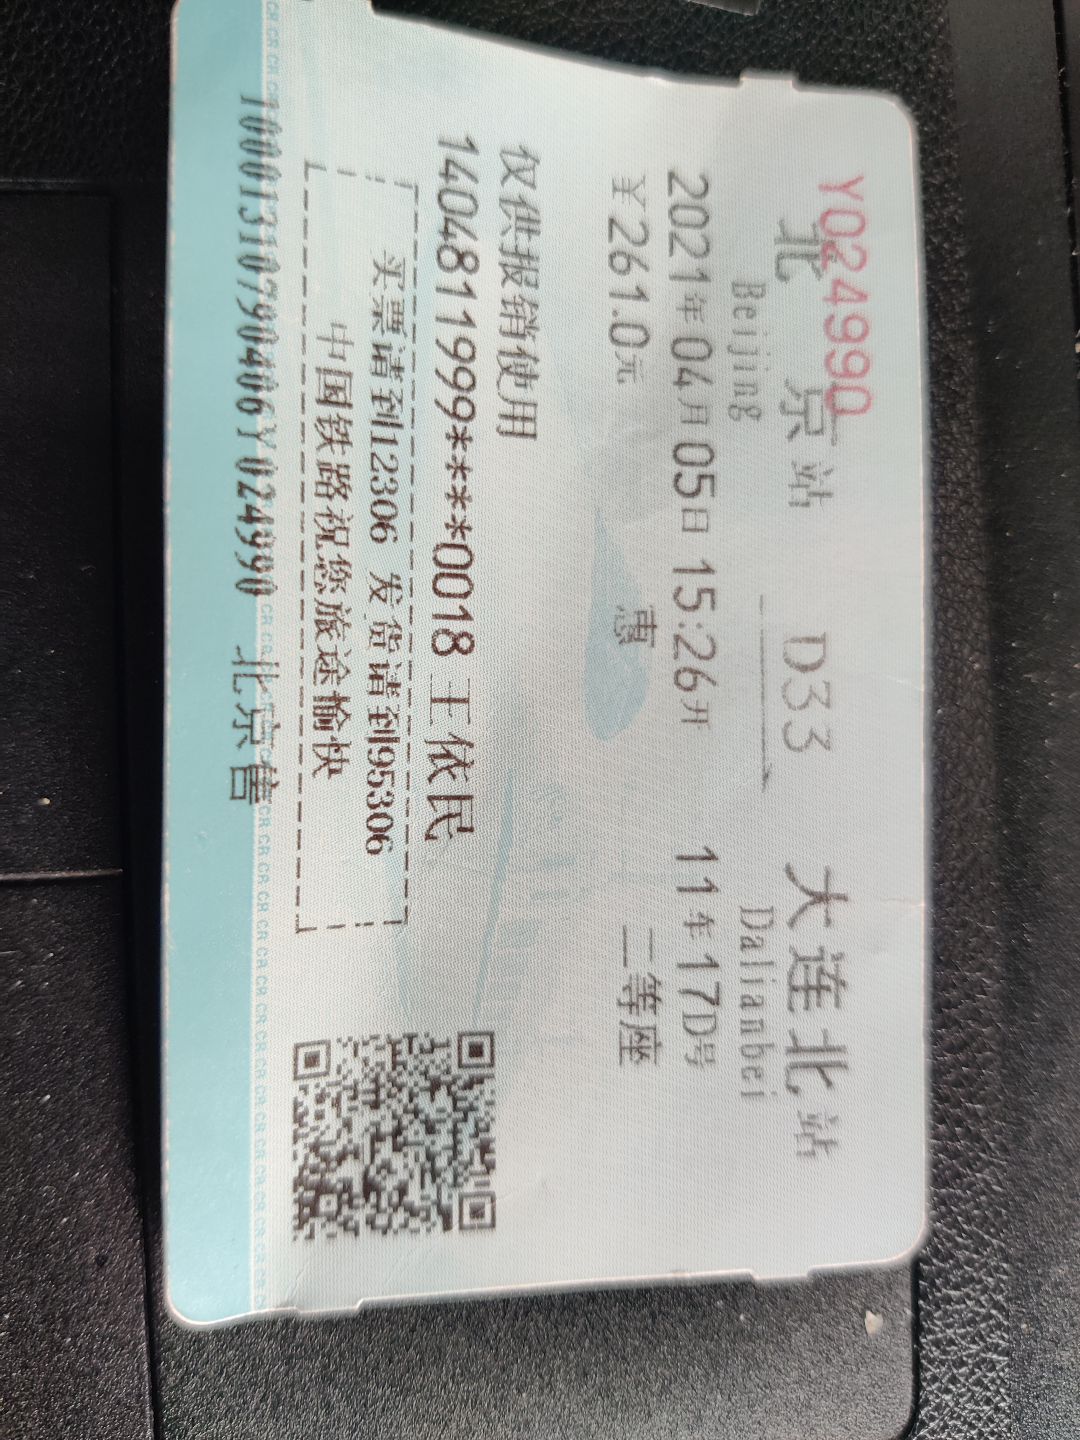 Y024990
北京站 D33 大连北站
Beijing Dalianbei
2021年04月05日 15:26开 11车17D号
¥261.0元 惠 二等座
仅供报销使用
1404811999****0018 王依民
买票请到12306 发货请到95306
中国铁路祝您旅途愉快
10001310790406Y024990 北京售